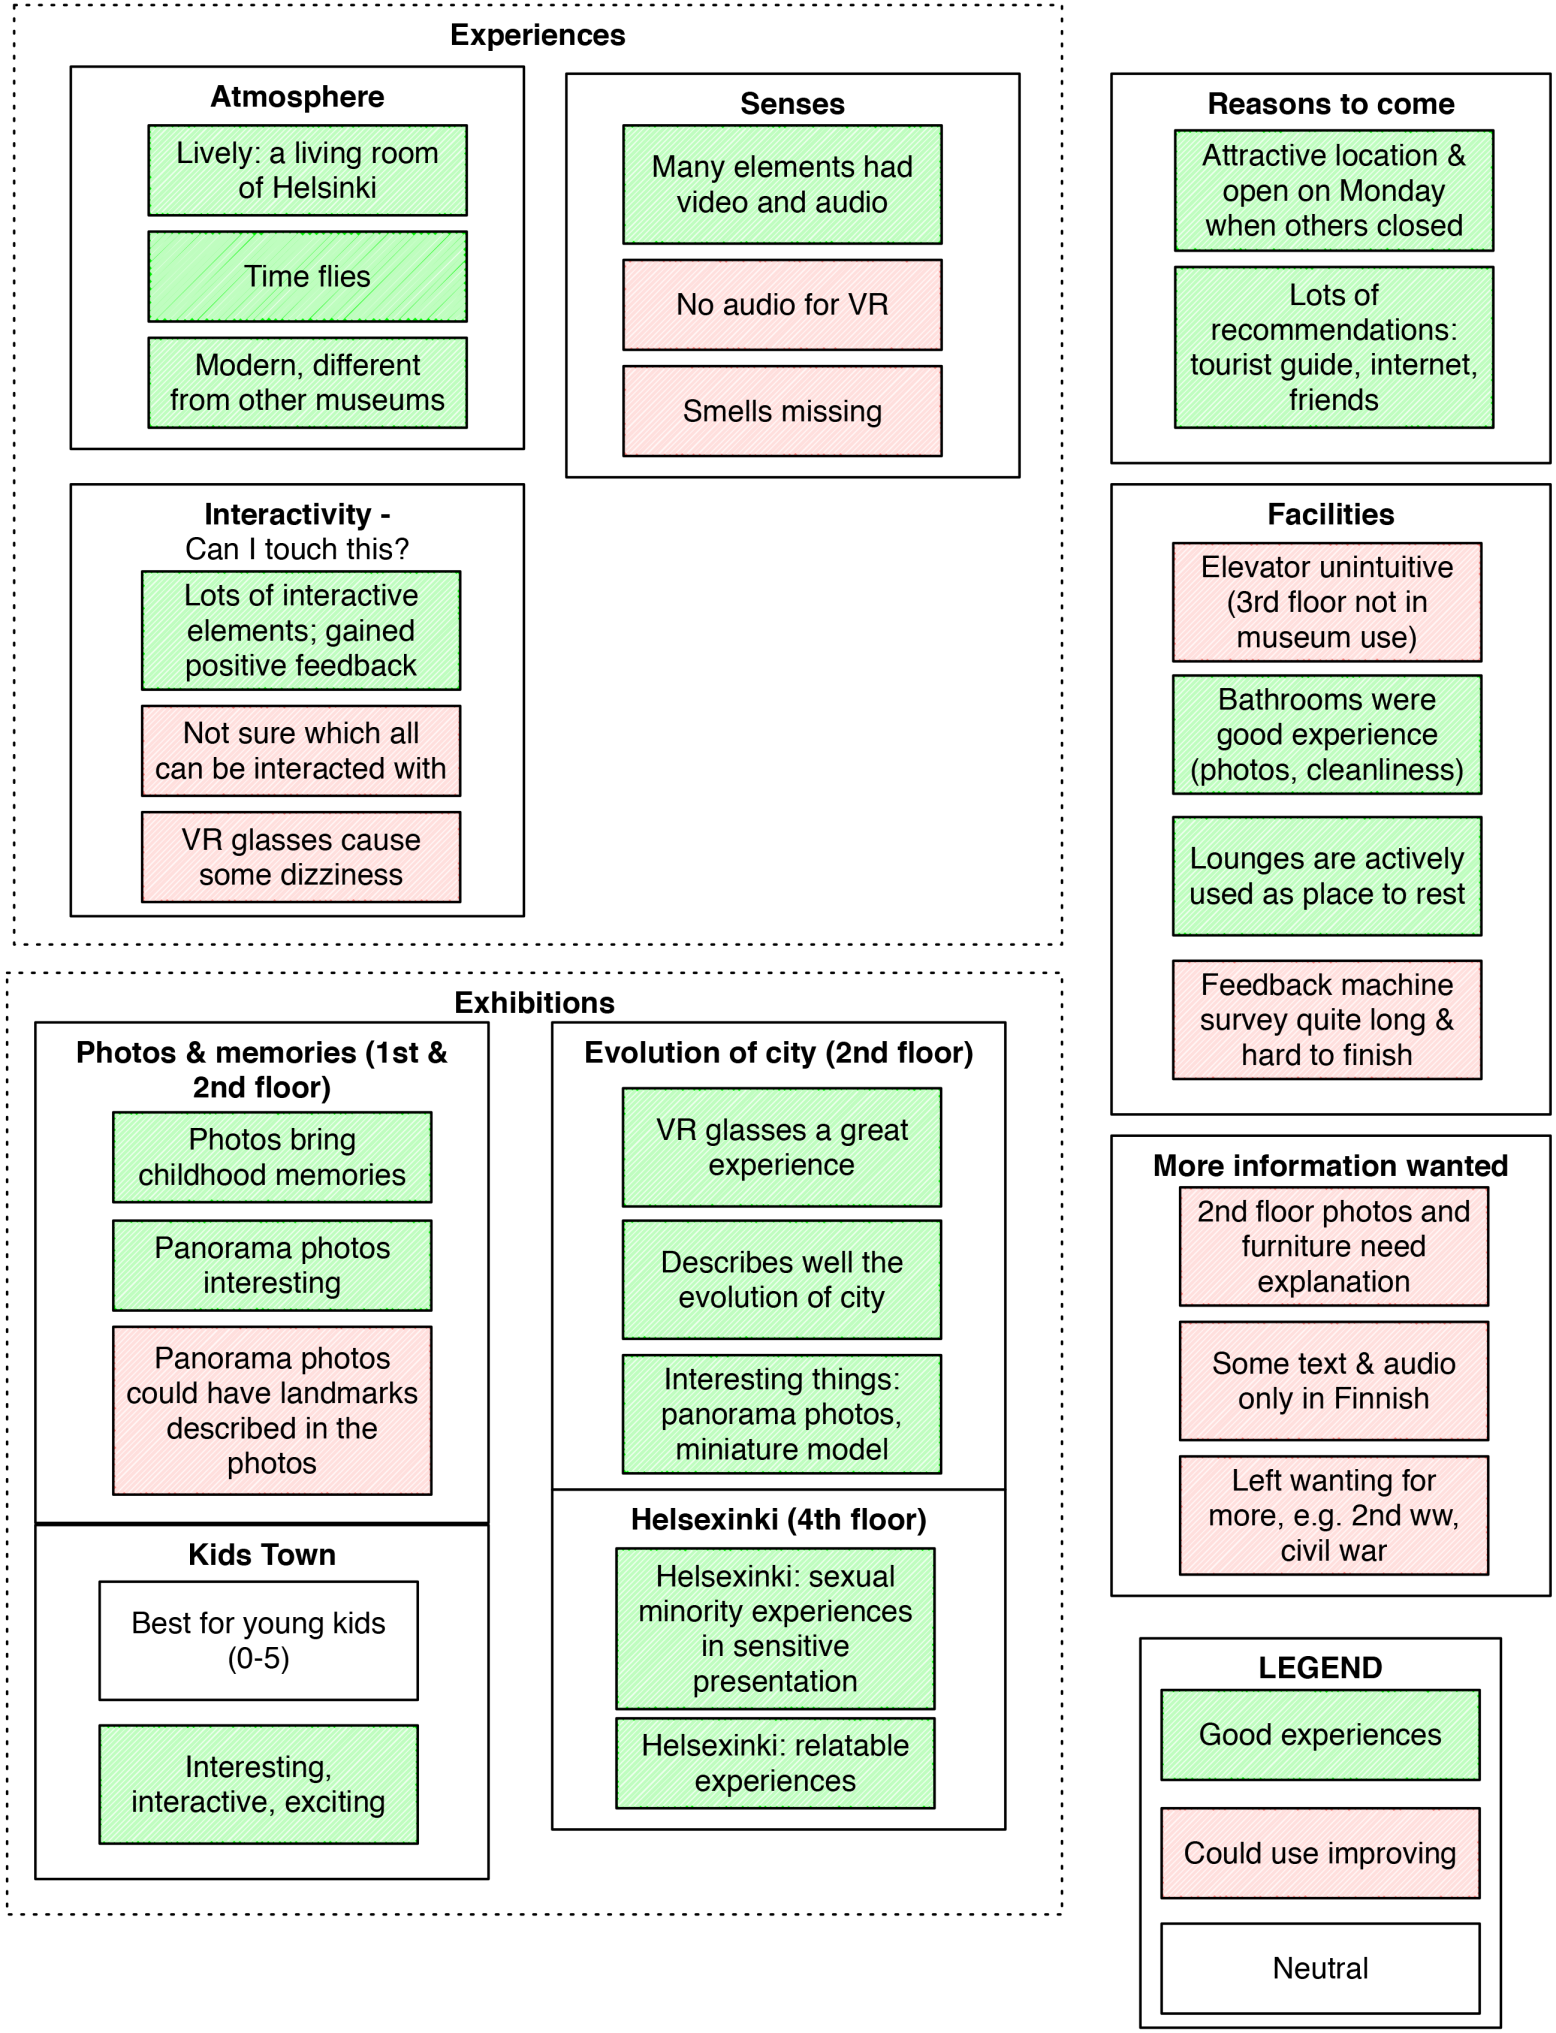 Experiences
Atmosphere
Lively: a living room
of Helsinki
Time flies
Modern, different
from other museums
Senses
Many elements had
video and audio
No audio for VR
Smells missing
Interactivity -
Can I touch this?
Lots of interactive
elements; gained
positive feedback
Not sure which all
can be interacted with
VR glasses cause
some dizziness
Reasons to come
Attractive location &
open on Monday
when others closed
Lots of
recommendations:
tourist guide, internet,
friends
Facilities
Elevator unintuitive
(3rd floor not in
museum use)
Bathrooms were
good experience
(photos, cleanliness)
Lounges are actively
used as place to rest
Feedback machine
survey quite long &
hard to finish
Exhibitions
Photos & memories (1st &
2nd floor)
Photos bring
childhood memories
Panorama photos
interesting
Panorama photos
could have landmarks
described in the
photos
Kids Town
Best for young kids
(0-5)
Interesting,
interactive, exciting
Evolution of city (2nd floor)
VR glasses a great
experience
Describes well the
evolution of city
Interesting things:
panorama photos,
miniature model
Helsexinki (4th floor)
Helsexinki: sexual
minority experiences
in sensitive
presentation
Helsexinki: relatable
experiences
More information wanted
2nd floor photos and
furniture need
explanation
Some text & audio
only in Finnish
Left wanting for
more, e.g. 2nd ww,
civil war
LEGEND
Good experiences
Could use improving
Neutral